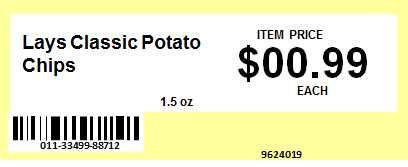 Lays Classic Potato
Chips
1.5 oz
ITEM PRICE
$00.99
EACH
011-33499-88712
9624019